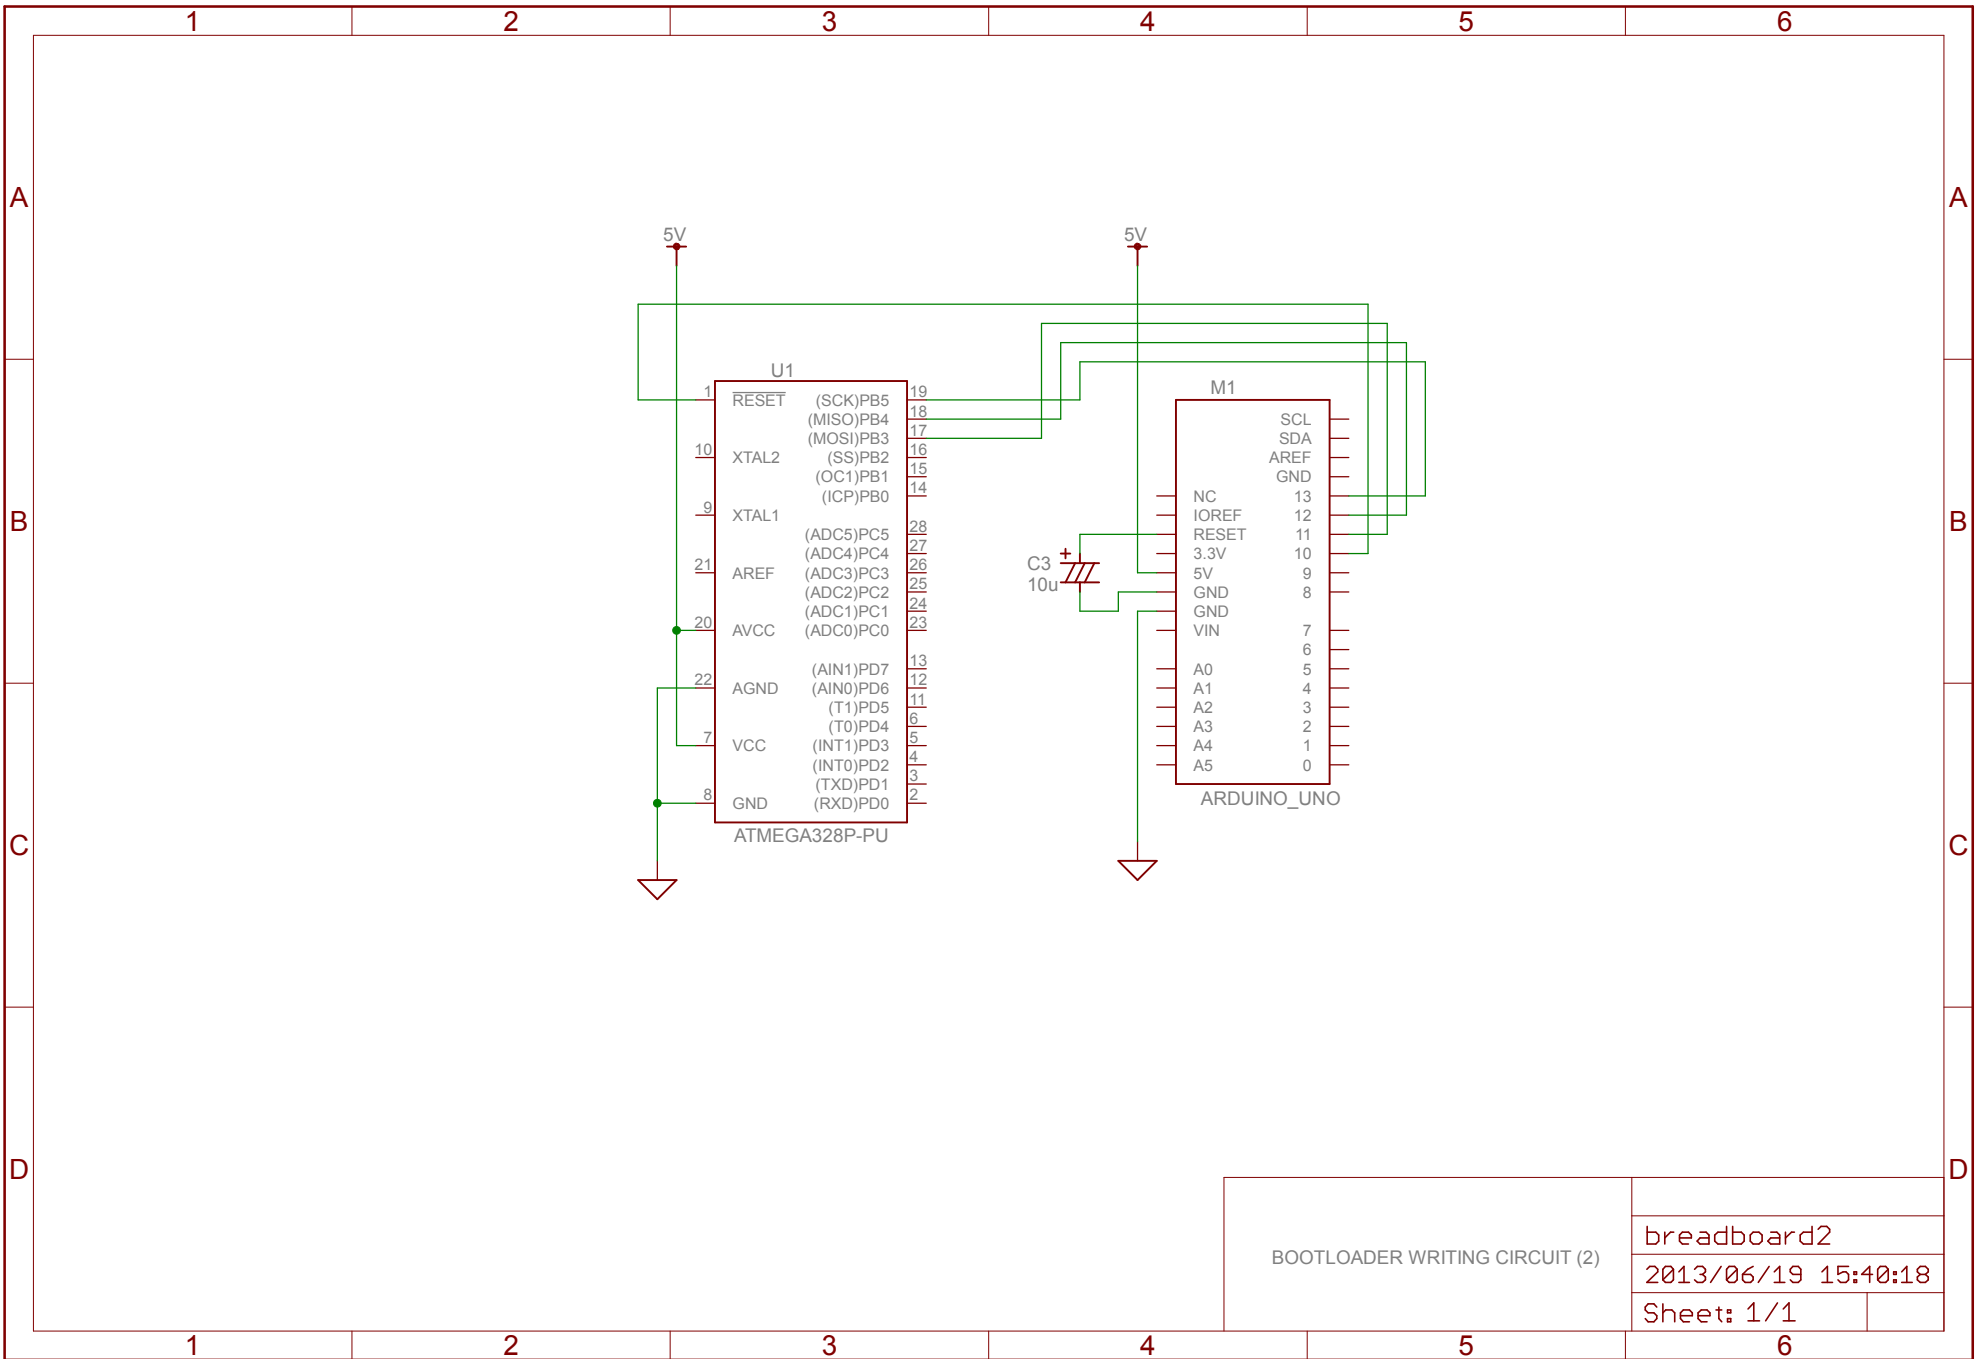 1 2 3 4 5 6
A A
5V 5V
U1
1 RESET (SCK)PB5 19
(MISO)PB4 18
(MOSI)PB3 17
10 XTAL2 (SS)PB2 16
(OC1)PB1 15
(ICP)PB0 14
9 XTAL1
(ADC5)PC5 28
(ADC4)PC4 27
21 AREF (ADC3)PC3 26
(ADC2)PC2 25
(ADC1)PC1 24
20 AVCC (ADC0)PC0 23
(AIN1)PD7 13
22 AGND (AIN0)PD6 12
(T1)PD5 11
(T0)PD4 6
7 VCC (INT1)PD3 5
(INT0)PD2 4
(TXD)PD1 3
8 GND (RXD)PD0 2
ATMEGA328P-PU
C3 +
10u
M1
SCL
SDA
AREF
GND
NC 13
IOREF 12
RESET 11
3.3V 10
5V 9
GND 8
GND
VIN 7
6
A0 5
A1 4
A2 3
A3 2
A4 1
A5 0
ARDUINO_UNO
B B
C C
D D
BOOTLOADER WRITING CIRCUIT (2)
breadboard2
2013/06/19 15:40:18
Sheet: 1/1
1 2 3 4 5 6